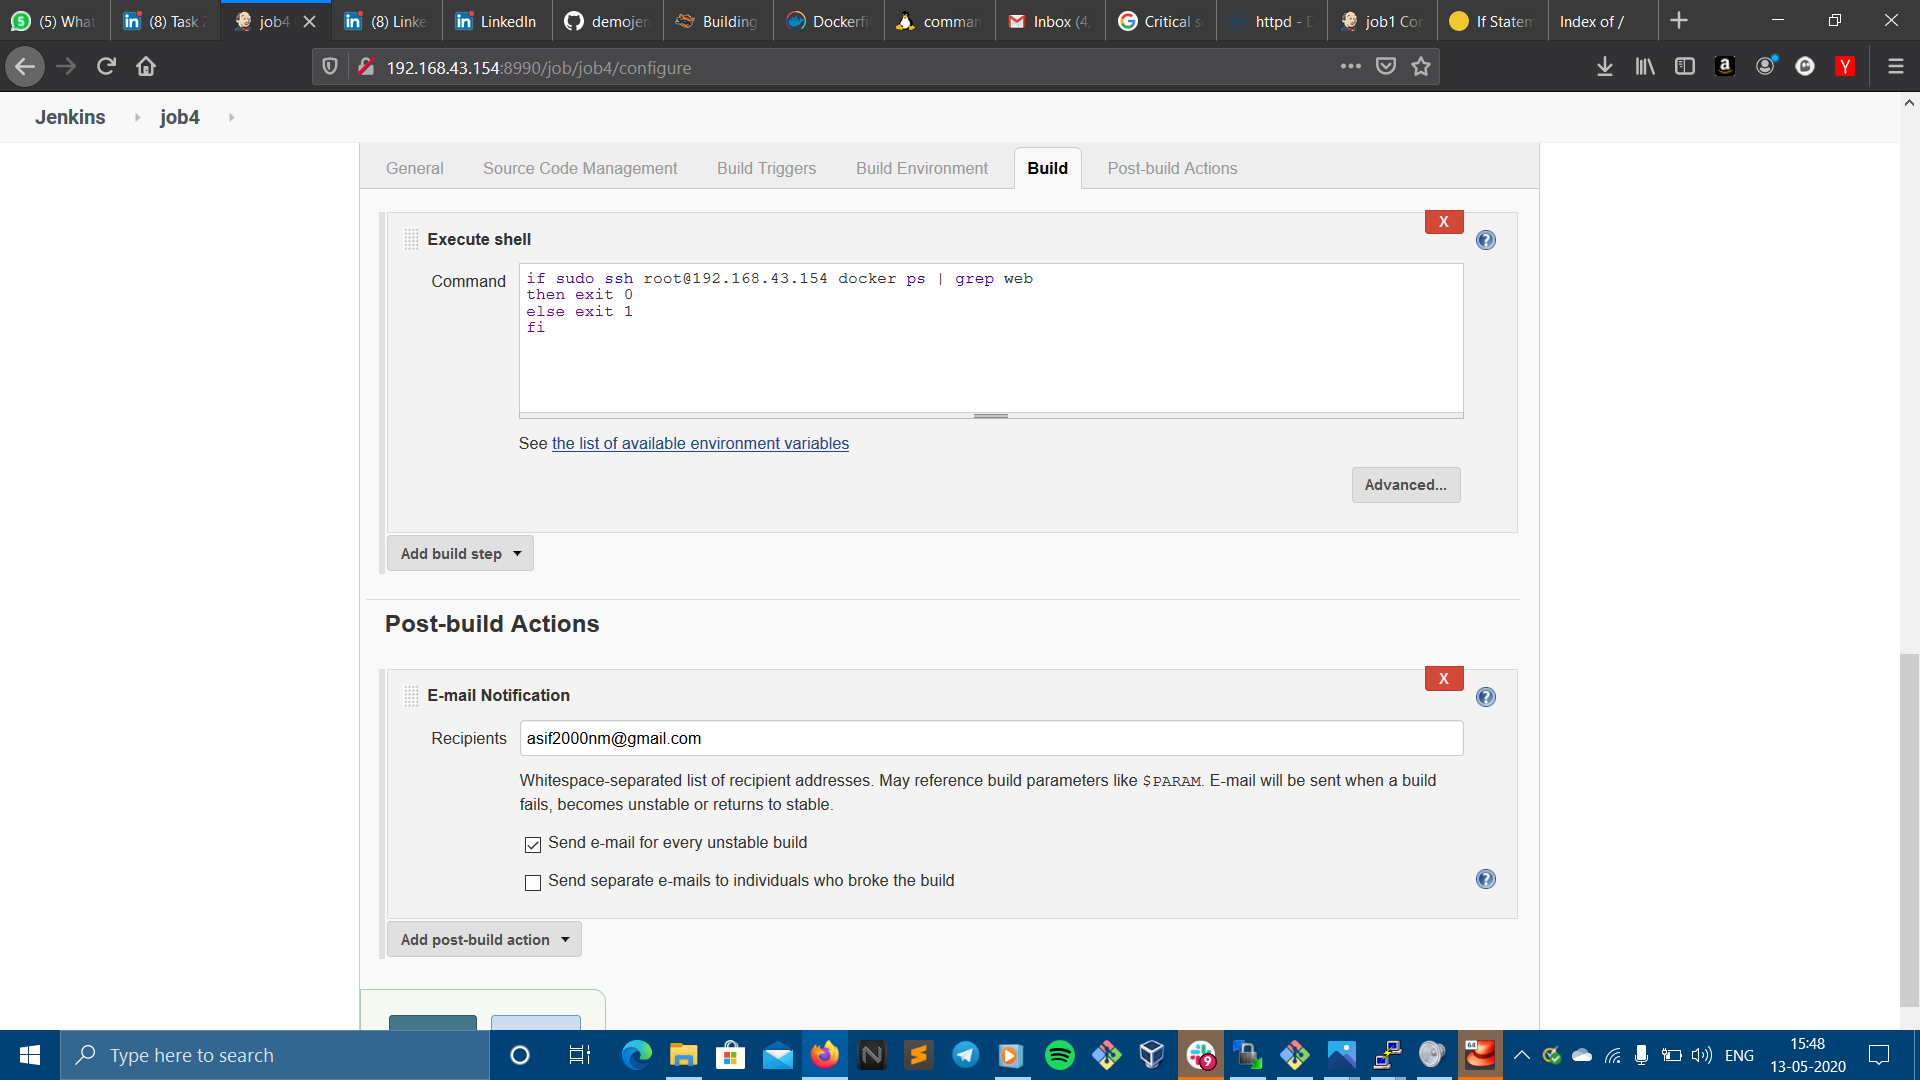 (5) What
(8) Task 2
job4
(8) Linke
LinkedIn
demojen
Building
Dockerfi
comman
Inbox (4,
Critical s
httpd - D
job1 Con
If Statem
Index of /
192.168.43.154:8990/job/job4/configure
Jenkins
job4
General
Source Code Management
Build Triggers
Build Environment
Build
Post-build Actions
X
Execute shell
Command
if sudo ssh root@192.168.43.154 docker ps | grep web
then exit 0
else exit 1
fi
See the list of available environment variables
Advanced...
Add build step
Post-build Actions
X
E-mail Notification
Recipients
asif2000nm@gmail.com
Whitespace-separated list of recipient addresses. May reference build parameters like $PARAM. E-mail will be sent when a build
fails, becomes unstable or returns to stable.
Send e-mail for every unstable build
Send separate e-mails to individuals who broke the build
Add post-build action
Type here to search
ENG
15:48
13-05-2020